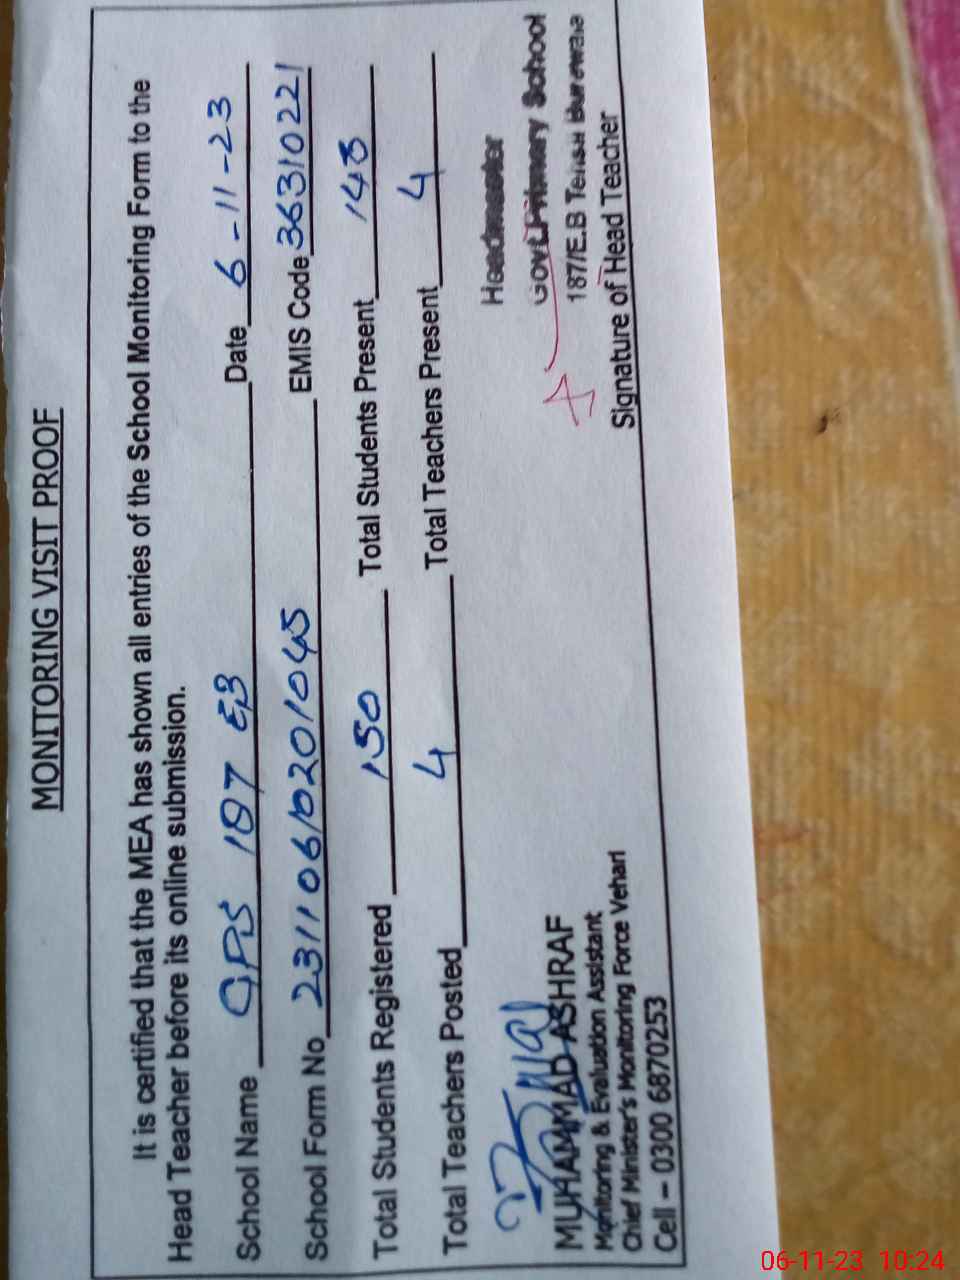 MONITORING VISIT PROOF
It is certified that the MEA has shown all entries of the School Monitoring Form to the
Head Teacher before its online submission.
School Name GPS 187 EB Date 6-11-23
School Form No 23110610201045 EMIS Code 36310221
Total Students Registered 150 Total Students Present 148
Total Teachers Posted 4 Total Teachers Present 4
Headmaster
Govt. Primary School
187/E.B Tehsil Burewala
Signature of Head Teacher
MUHAMMAD ASHRAF
Monitoring & Evaluation Assistant
Chief Minister's Monitoring Force Vehari
Cell – 0300 6870253
06-11-23 10:24